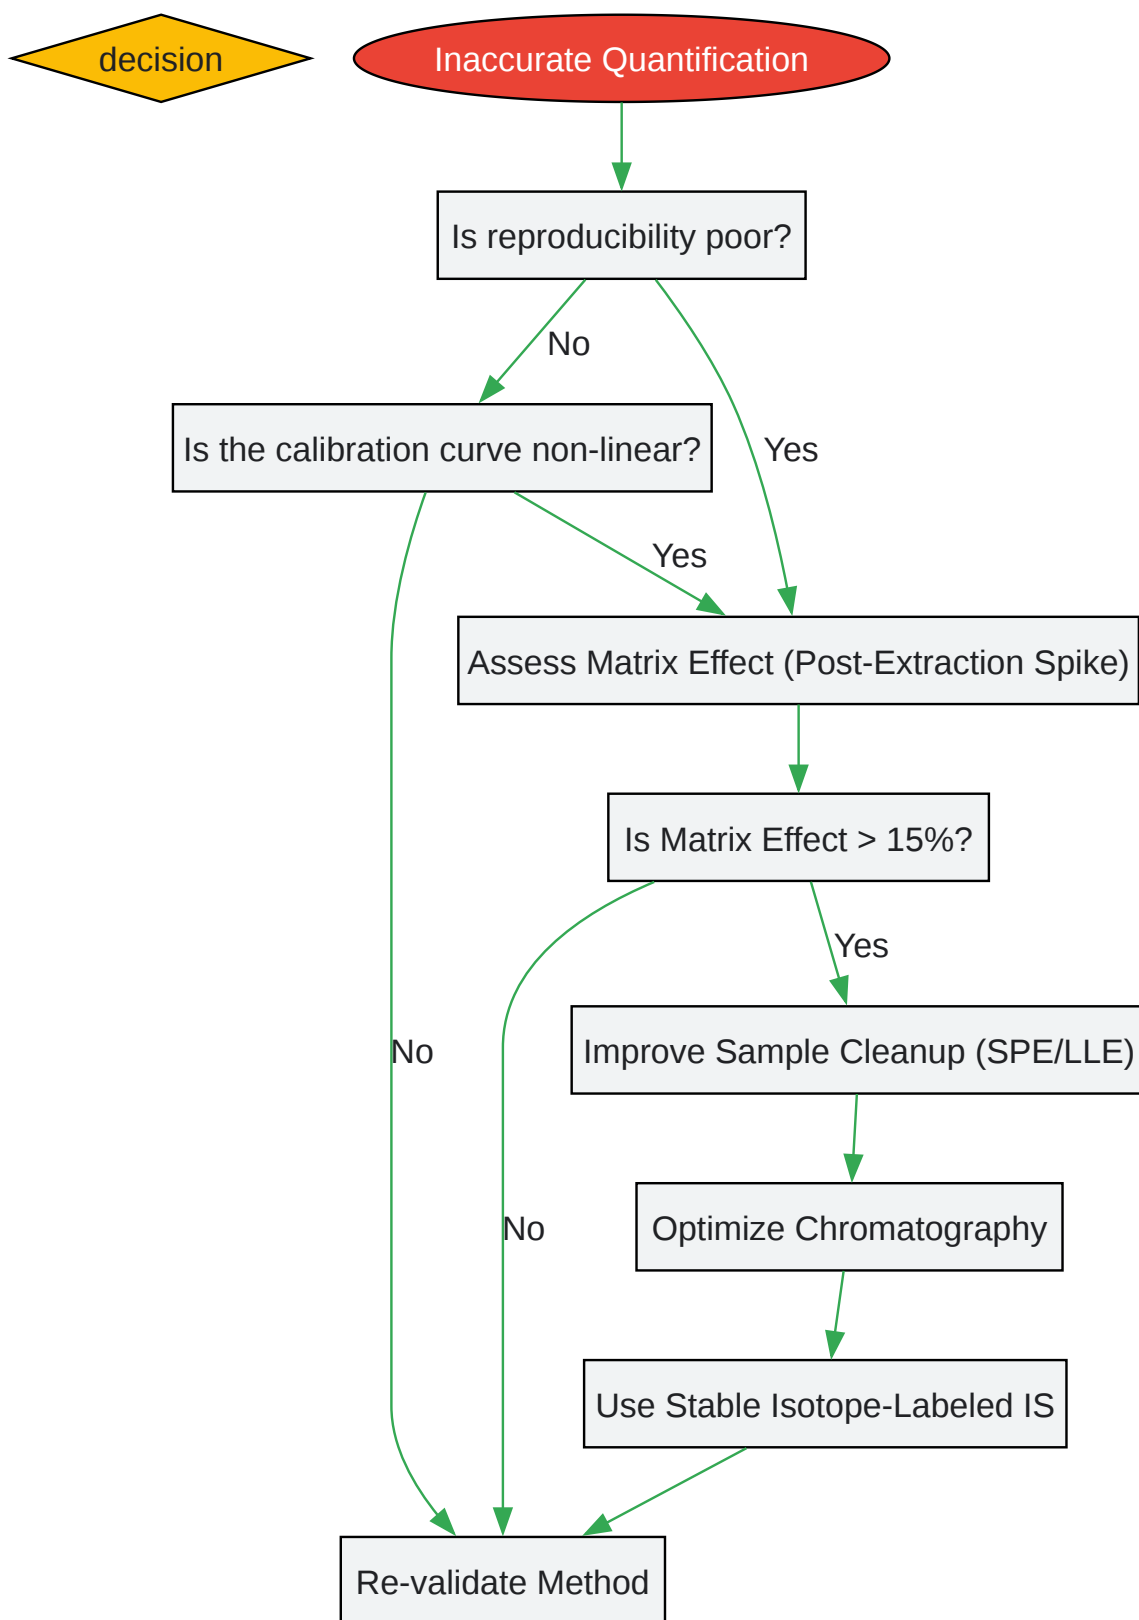 decision
Inaccurate Quantification
Is reproducibility poor?
No
Is the calibration curve non-linear?
Yes
Yes
Assess Matrix Effect (Post-Extraction Spike)
Is Matrix Effect > 15%?
Yes
Improve Sample Cleanup (SPE/LLE)
No
Optimize Chromatography
No
Use Stable Isotope-Labeled IS
Re-validate Method